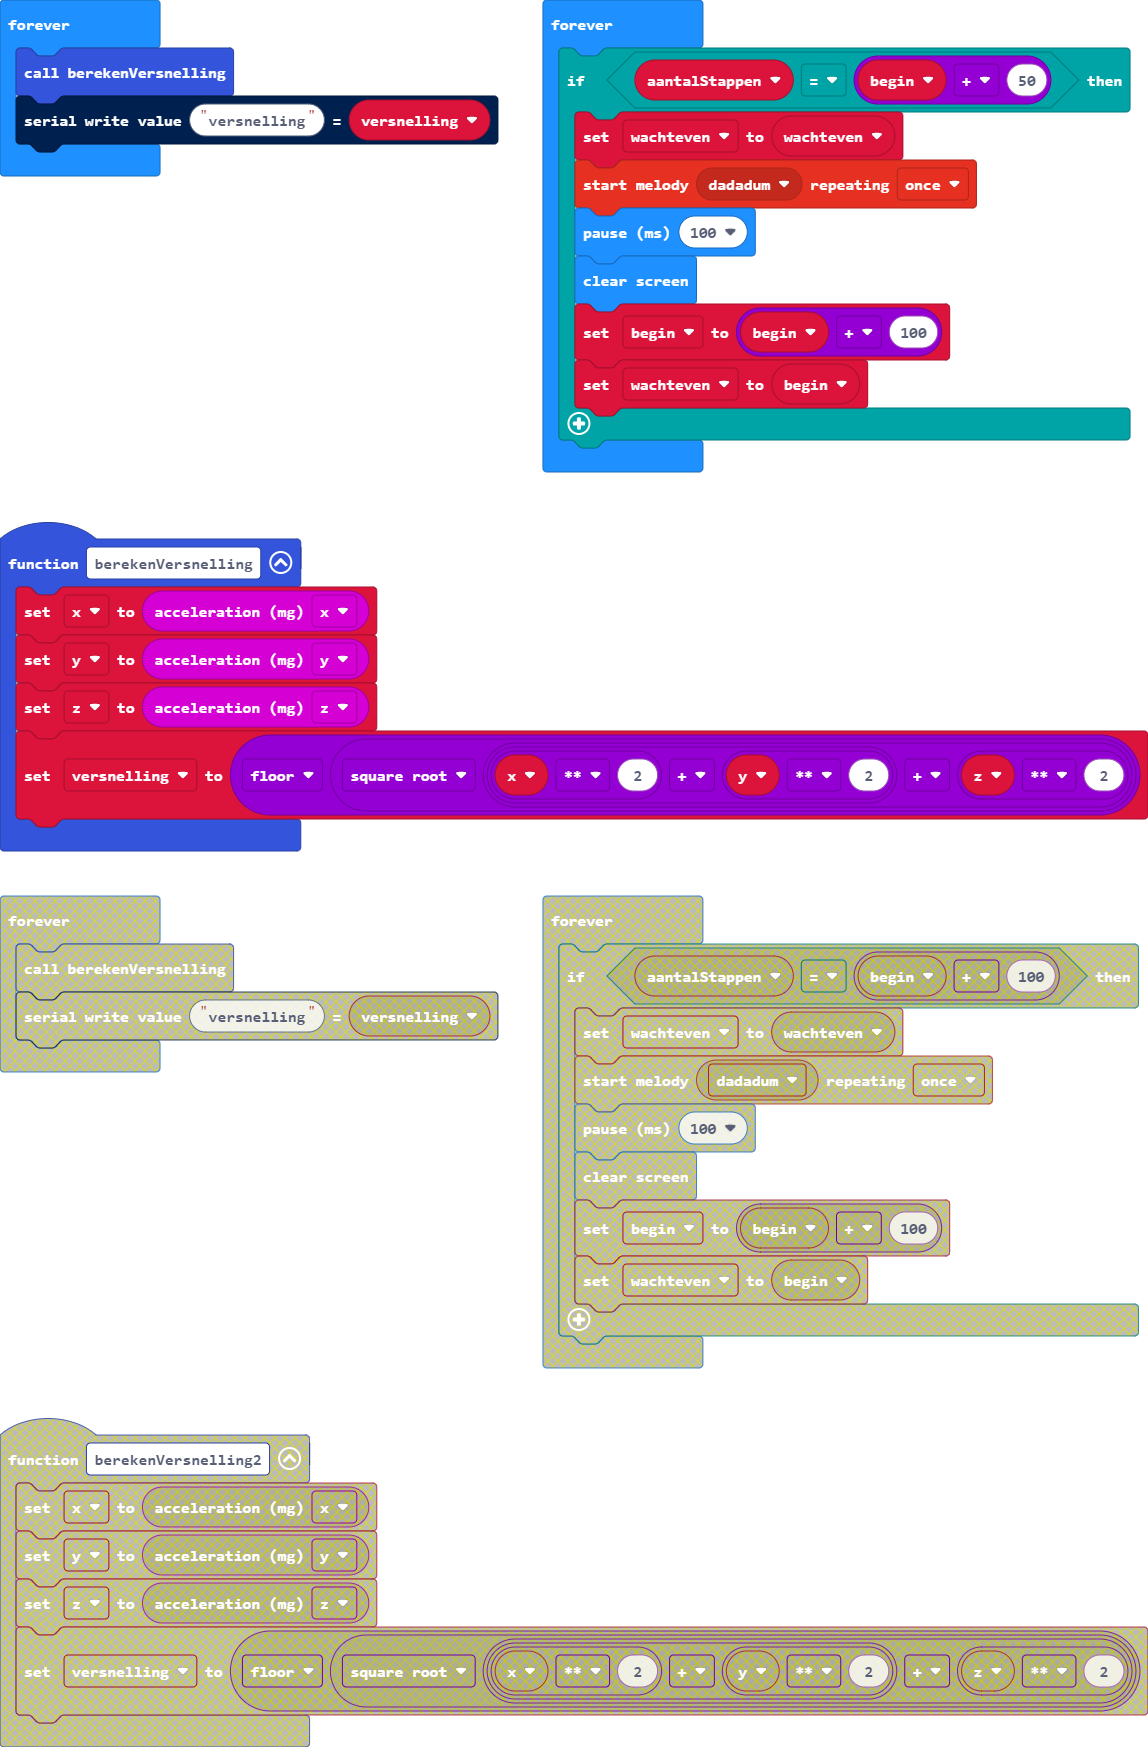 forever
call berekenVersnelling
serial write value "versnelling" = versnelling
forever
if aantalStappen = begin + 50 then
set wachteven to wachteven
start melody dadadum repeating once
pause (ms) 100
clear screen
set begin to begin + 100
set wachteven to begin
function berekenVersnelling
set x to acceleration (mg) x
set y to acceleration (mg) y
set z to acceleration (mg) z
set versnelling to floor square root x ** 2 + y ** 2 + z ** 2
forever
call berekenVersnelling
serial write value "versnelling" = versnelling
forever
if aantalStappen = begin + 100 then
set wachteven to wachteven
start melody dadadum repeating once
pause (ms) 100
clear screen
set begin to begin + 100
set wachteven to begin
function berekenVersnelling2
set x to acceleration (mg) x
set y to acceleration (mg) y
set z to acceleration (mg) z
set versnelling to floor square root x ** 2 + y ** 2 + z ** 2